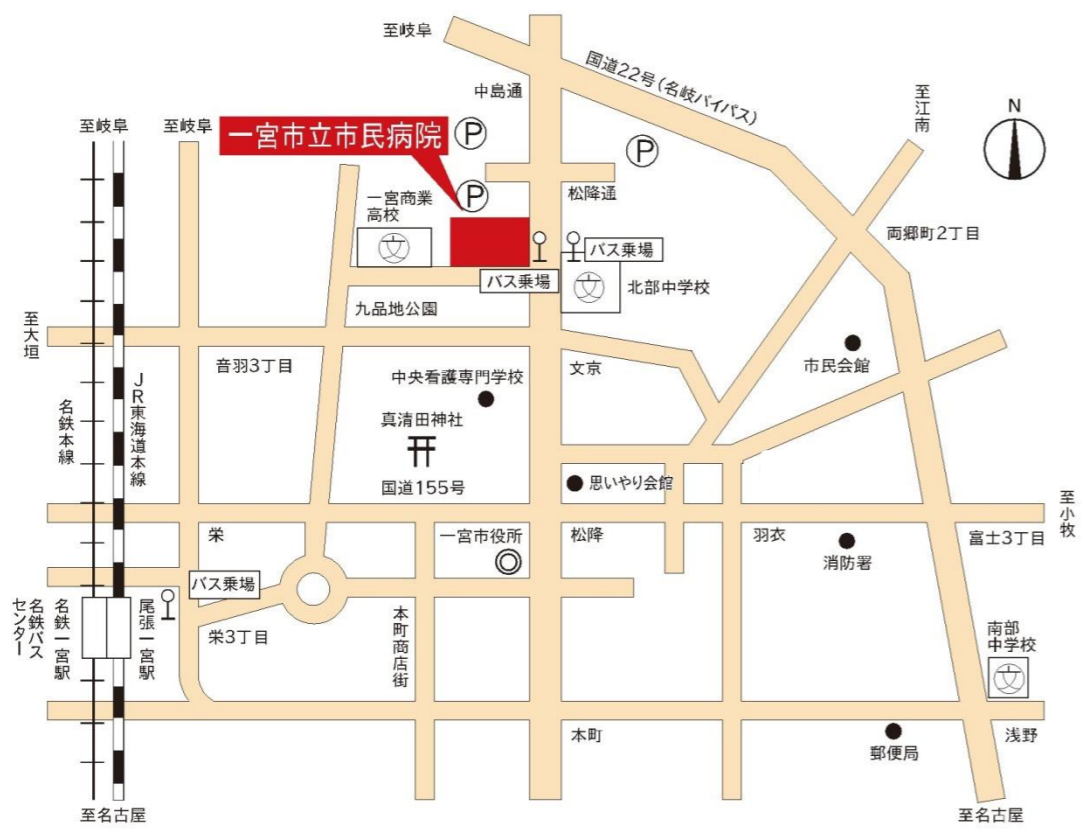 至岐阜
国道22号(名岐バイパス)
中島通
至江南
N
至岐阜
至岐阜
一宮市立市民病院
P
P
P
一宮商業
高校
松降通
文
両郷町2丁目
バス乗場
バス乗場
文
北部中学校
九品地公園
至大垣
音羽3丁目
文京
市民会館
中央看護専門学校
JR東海道本線
名鉄本線
真清田神社
国道155号
思いやり会館
至小牧
栄
一宮市役所
松降
羽衣
消防署
富士3丁目
バス乗場
名鉄バス
センター
名鉄一宮駅
尾張一宮駅
栄3丁目
本町商店街
南部
中学校
文
本町
郵便局
浅野
至名古屋
至名古屋